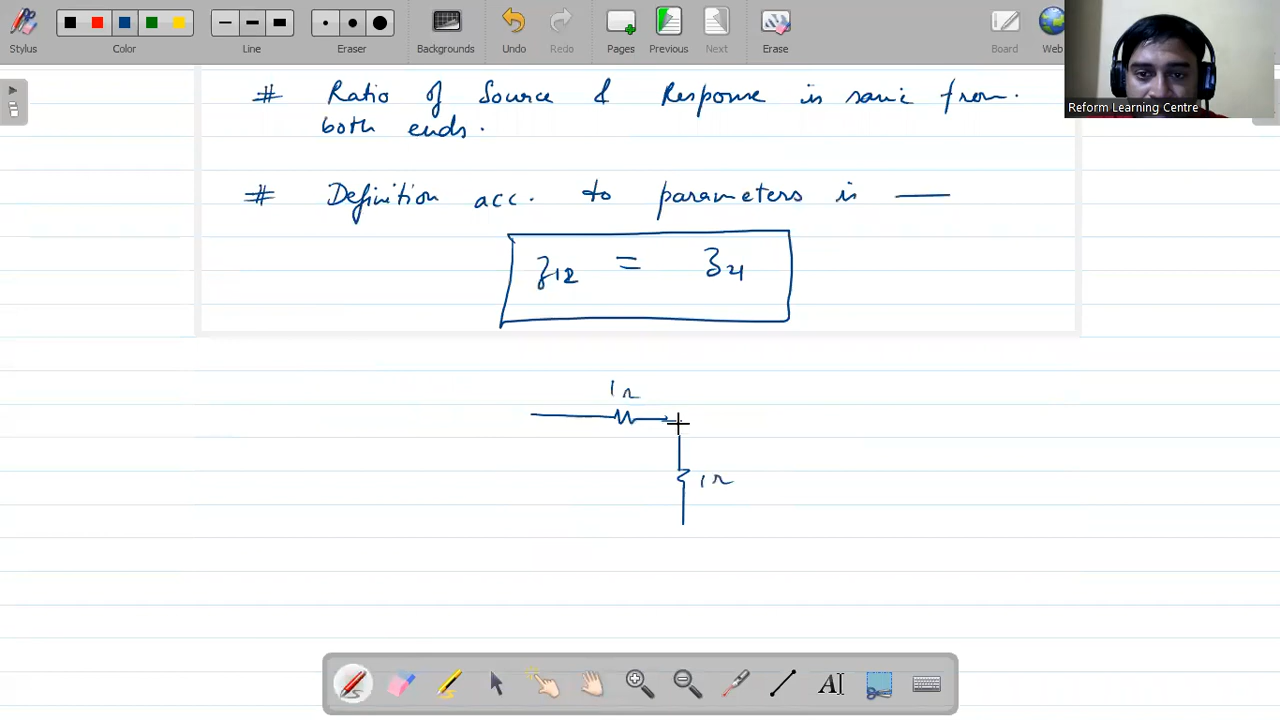 Stylus
Color
Line
Eraser
Backgrounds
Undo
Redo
Pages
Previous
Next
Erase
Board
Web
Reform Learning Centre
# Ratio of Source & Response is same from.
both ends.
# Definition acc. to parameters is —
z12 = z21
1Ω
1Ω
AI